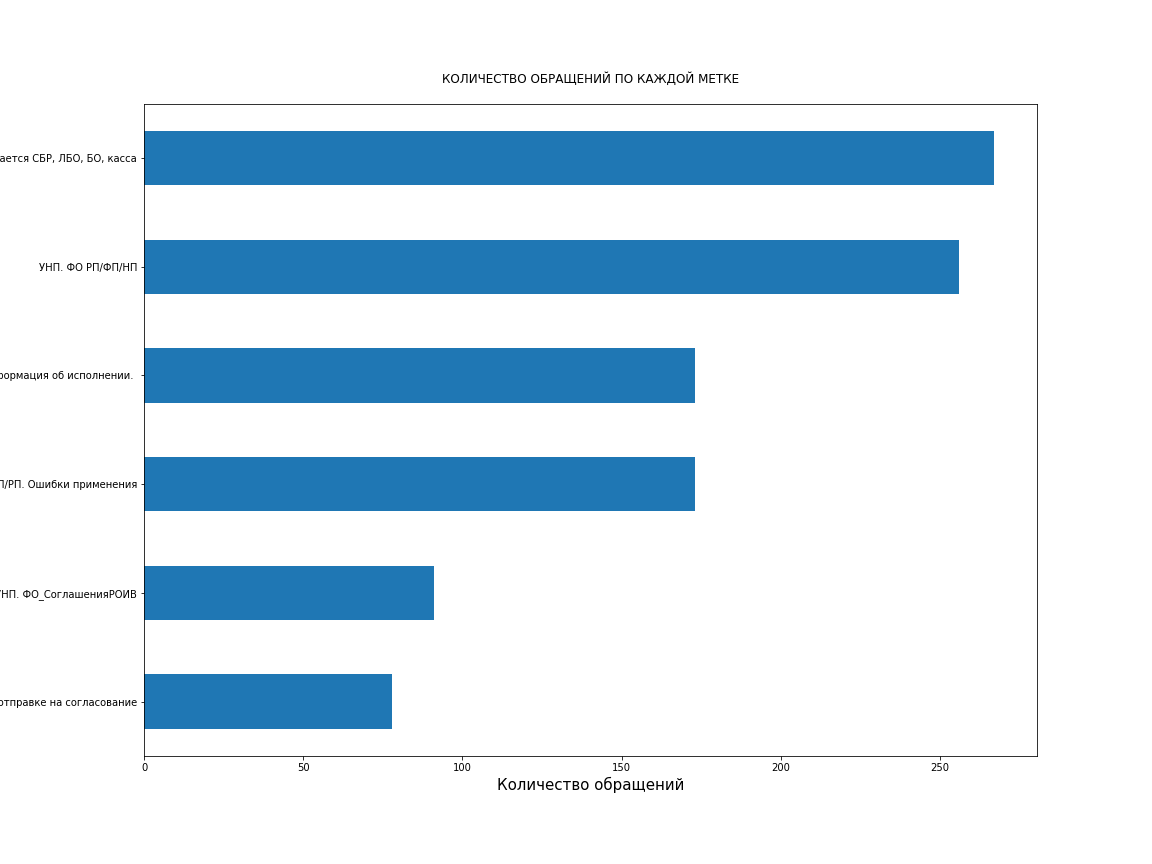 КОЛИЧЕСТВО ОБРАЩЕНИЙ ПО КАЖДОЙ МЕТКЕ
ается СБР, ЛБО, БО, касса
УНП. ФО РП/ФП/НП
формация об исполнении.
П/РП. Ошибки применения
УНП. ФО_СоглашенияРОИВ
отправке на согласование
0 50 100 150 200 250
Количество обращений